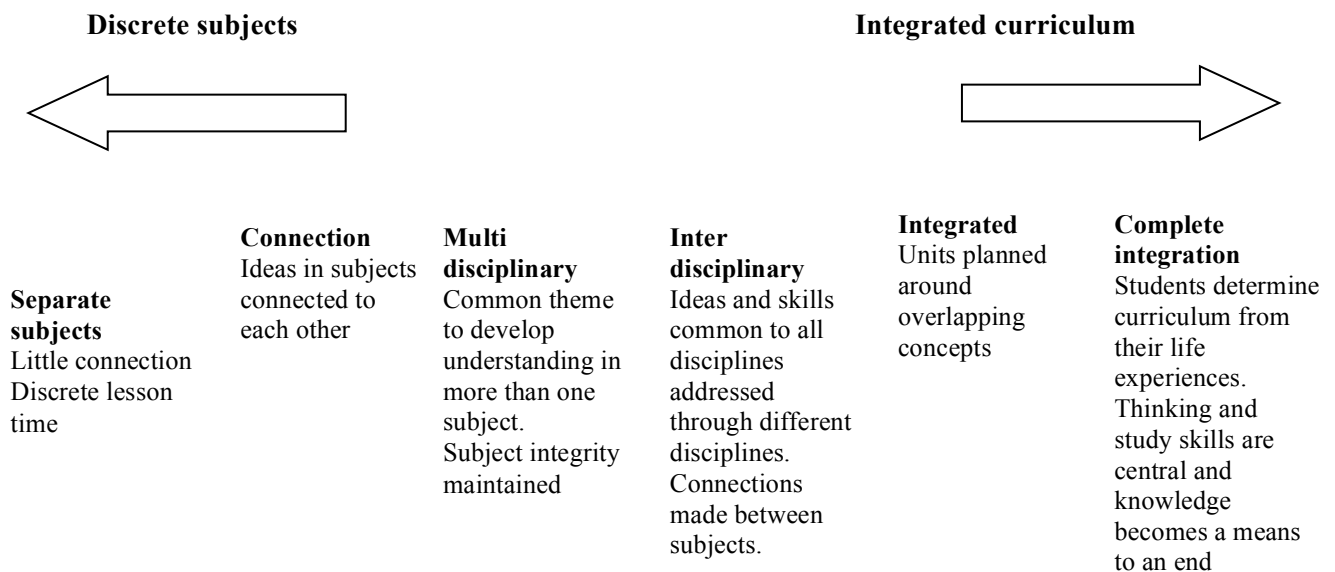 Discrete subjects
Integrated curriculum
Separate
subjects
Little connection
Discrete lesson
time
Connection
Ideas in subjects
connected to
each other
Multi
disciplinary
Common theme
to develop
understanding in
more than one
subject.
Subject integrity
maintained
Inter
disciplinary
Ideas and skills
common to all
disciplines
addressed
through different
disciplines.
Connections
made between
subjects.
Integrated
Units planned
around
overlapping
concepts
Complete
integration
Students determine
curriculum from
their life
experiences.
Thinking and
study skills are
central and
knowledge
becomes a means
to an end